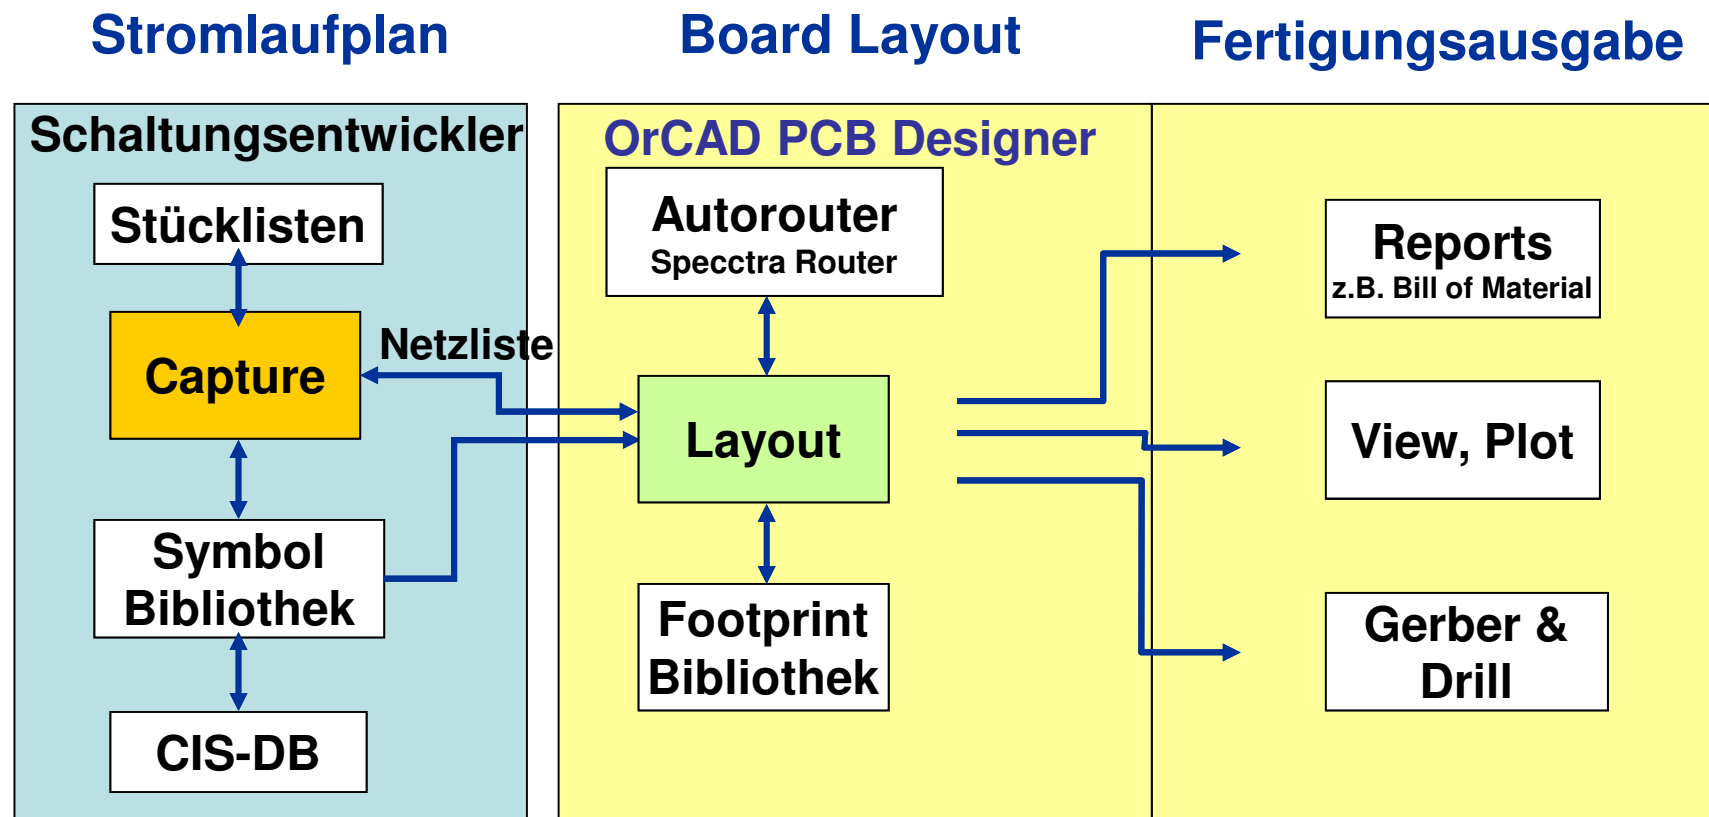 Stromlaufplan
Board Layout
Fertigungsausgabe
Schaltungsentwickler
Stücklisten
Capture
Netzliste
Symbol
Bibliothek
CIS-DB
OrCAD PCB Designer
Autorouter
Specctra Router
Layout
Footprint
Bibliothek
Reports
z.B. Bill of Material
View, Plot
Gerber &
Drill